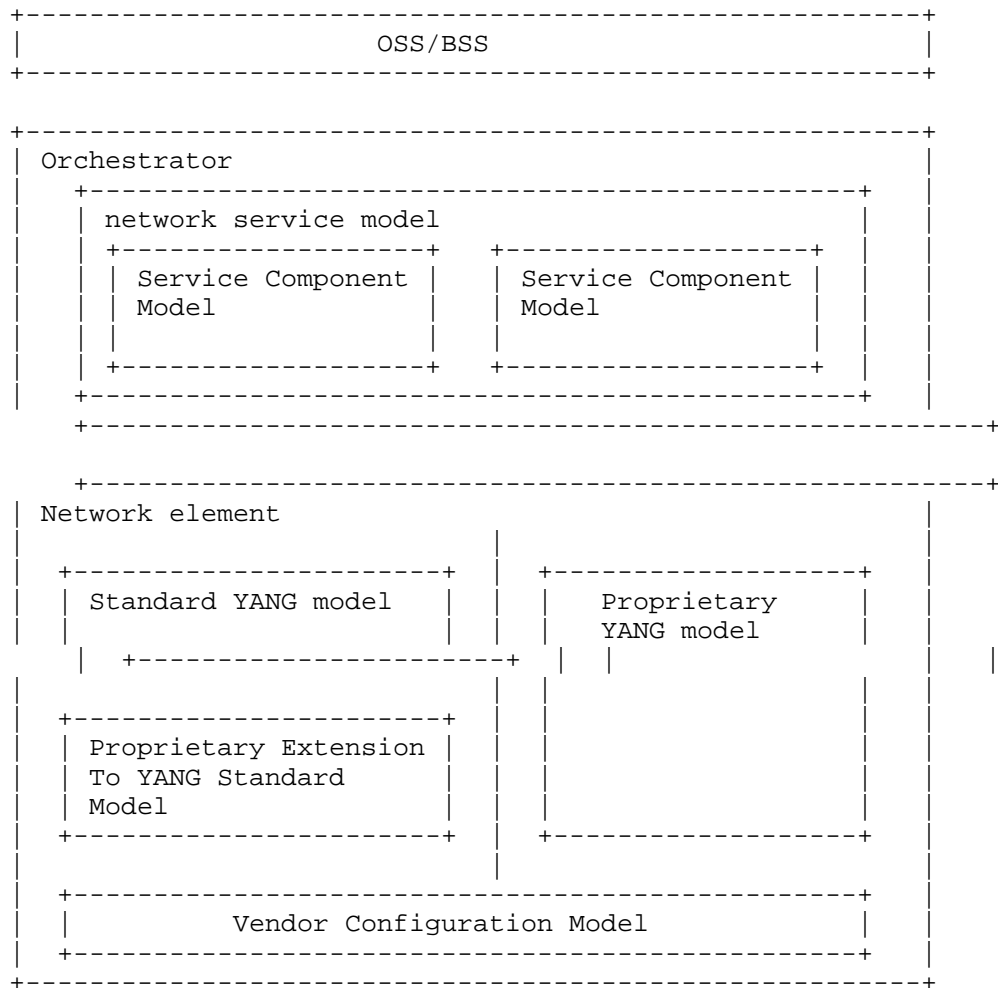 OSS/BSS
Orchestrator
network service model
Service Component Service Component
Model Model
Network element
Standard YANG model Proprietary
YANG model
Proprietary Extension
To YANG Standard
Model
Vendor Configuration Model